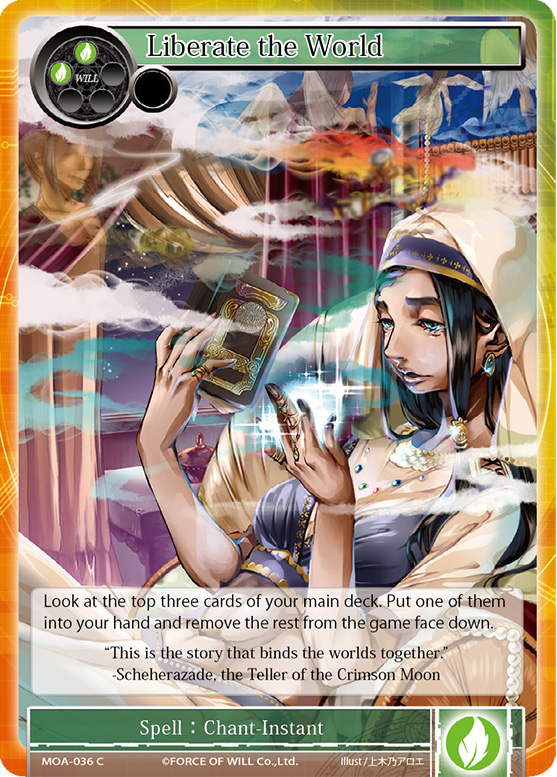 Liberate the World
WILL
Look at the top three cards of your main deck. Put one of them
into your hand and remove the rest from the game face down.
“This is the story that binds the worlds together.”
-Scheherazade, the Teller of the Crimson Moon
Spell : Chant-Instant
MOA-036 C ©FORCE OF WILL Co.,Ltd. Illust/上木乃アロエ